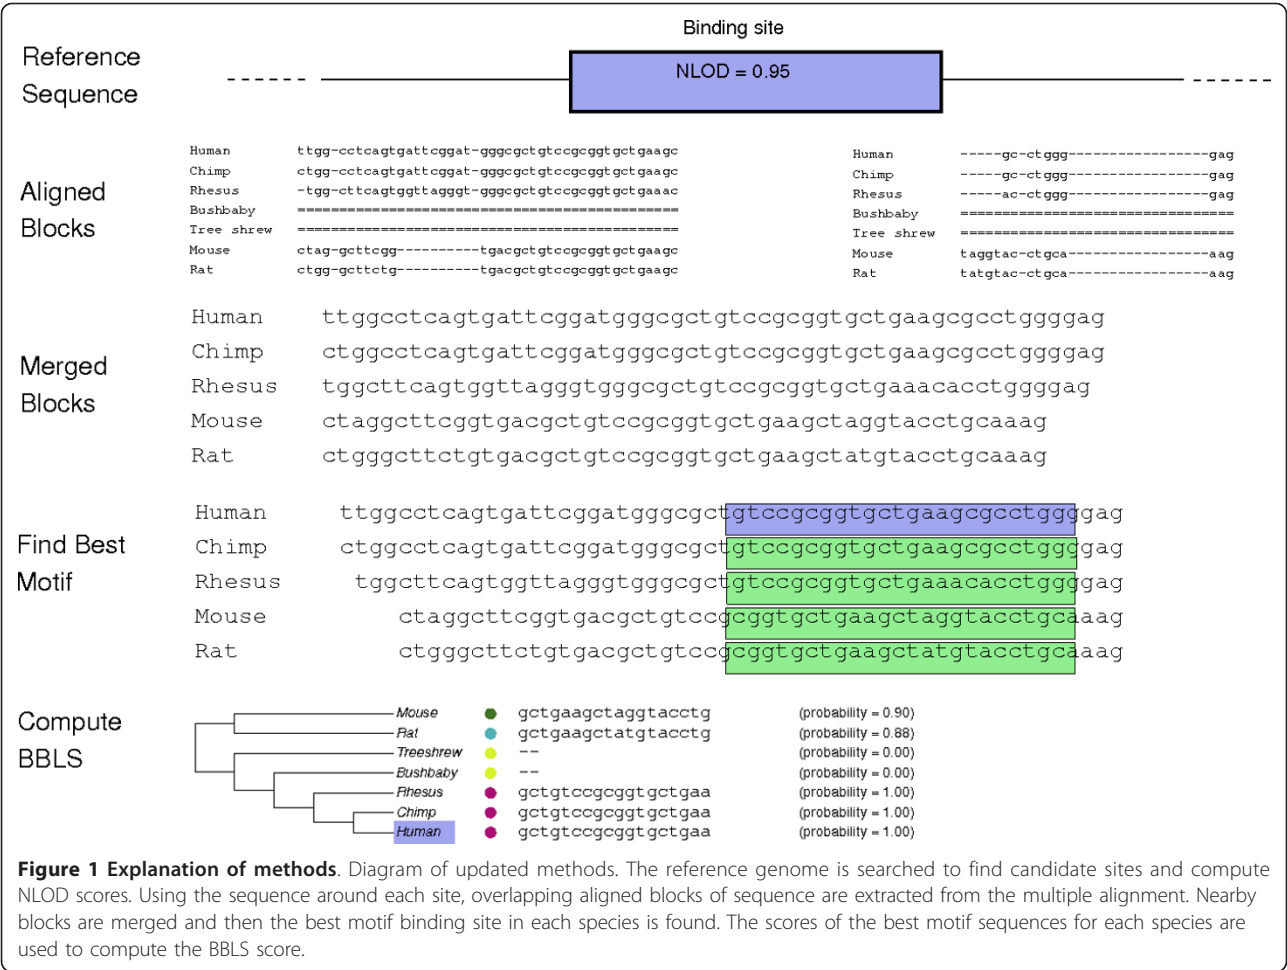 Binding site
Reference
Sequence
NLOD = 0.95
Aligned
Blocks
Human ttgg-cctcagtgattcggat-gggcgctgtccgcggtgctgaagc
Chimp ctgg-cctcagtgattcggat-gggcgctgtccgcggtgctgaagc
Rhesus -tgg-cttcagtggttagggt-gggcgctgtccgcggtgctgaaac
Bushbaby ==============================================
Tree shrew ==============================================
Mouse ctag-gcttcgg----------tgacgctgtccgcggtgctgaagc
Rat ctgg-gcttctg----------tgacgctgtccgcggtgctgaagc
Human -----gc-ctggg-----------------gag
Chimp -----gc-ctggg-----------------gag
Rhesus -----ac-ctggg-----------------gag
Bushbaby =================================
Tree shrew =================================
Mouse taggtac-ctgca-----------------aag
Rat tatgtac-ctgca-----------------aag
Merged
Blocks
Human ttggcctcagtgattcggatgggcgctgtccgcggtgctgaagcgcctggggag
Chimp ctggcctcagtgattcggatgggcgctgtccgcggtgctgaagcgcctggggag
Rhesus tggcttcagtggttagggtgggcgctgtccgcggtgctgaaacacctggggag
Mouse ctaggcttcggtgacgctgtccgcggtgctgaagctaggtacctgcaaag
Rat ctgggcttctgtgacgctgtccgcggtgctgaagctatgtacctgcaaag
Find Best
Motif
Human ttggcctcagtgattcggatgggcgctgtccgcggtgctgaagcgcctggggag
Chimp ctggcctcagtgattcggatgggcgctgtccgcggtgctgaagcgcctggggag
Rhesus tggcttcagtggttagggtgggcgctgtccgcggtgctgaaacacctggggag
Mouse ctaggcttcggtgacgctgtccgcggtgctgaagctaggtacctgcaaag
Rat ctgggcttctgtgacgctgtccgcggtgctgaagctatgtacctgcaaag
Compute
BBLS
Mouse gctgaagctaggtacctg (probability = 0.90)
Rat gctgaagctatgtacctg (probability = 0.88)
Treeshrew -- (probability = 0.00)
Bushbaby -- (probability = 0.00)
Rhesus gctgtccgcggtgctgaa (probability = 1.00)
Chimp gctgtccgcggtgctgaa (probability = 1.00)
Human gctgtccgcggtgctgaa (probability = 1.00)
Figure 1 Explanation of methods. Diagram of updated methods. The reference genome is searched to find candidate sites and compute
NLOD scores. Using the sequence around each site, overlapping aligned blocks of sequence are extracted from the multiple alignment. Nearby
blocks are merged and then the best motif binding site in each species is found. The scores of the best motif sequences for each species are
used to compute the BBLS score.